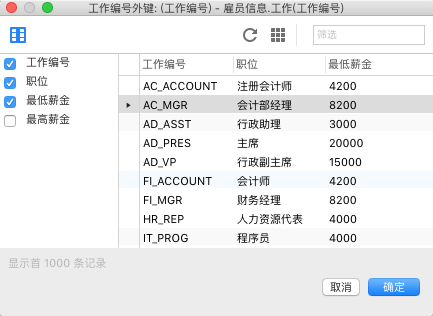 工作编号外键: (工作编号) - 雇员信息.工作(工作编号)
筛选
工作编号
职位
最低薪金
最高薪金
工作编号 职位 最低薪金
AC_ACCOUNT 注册会计师 4200
AC_MGR 会计部经理 8200
AD_ASST 行政助理 3000
AD_PRES 主席 20000
AD_VP 行政副主席 15000
FI_ACCOUNT 会计师 4200
FI_MGR 财务经理 8200
HR_REP 人力资源代表 4000
IT_PROG 程序员 4000
显示首 1000 条记录
取消 确定